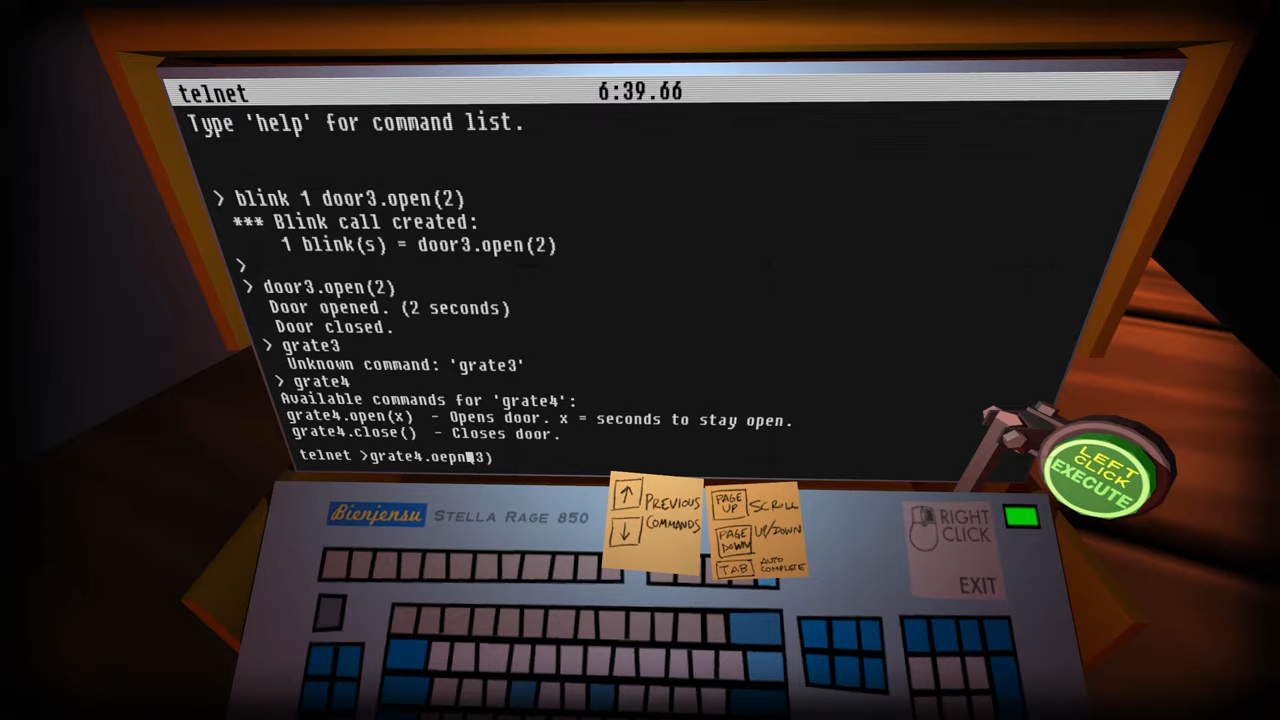 telnet 6:39.66
Type 'help' for command list.
> blink 1 door3.open(2)
*** Blink call created:
1 blink(s) = door3.open(2)
>
> door3.open(2)
Door opened. (2 seconds)
Door closed.
> grate3
Unknown command: 'grate3'
> grate4
Available commands for 'grate4':
grate4.open(x) - Opens door. x = seconds to stay open.
grate4.close() - Closes door.
telnet >grate4.oepn(3)
LEFT
CLICK
EXECUTE
Bienjensu STELLA RAGE 850
↑ PREVIOUS
↓ COMMANDS
PAGE UP SCROLL
PAGE DOWN UP/DOWN
TAB AUTO COMPLETE
RIGHT
CLICK
EXIT